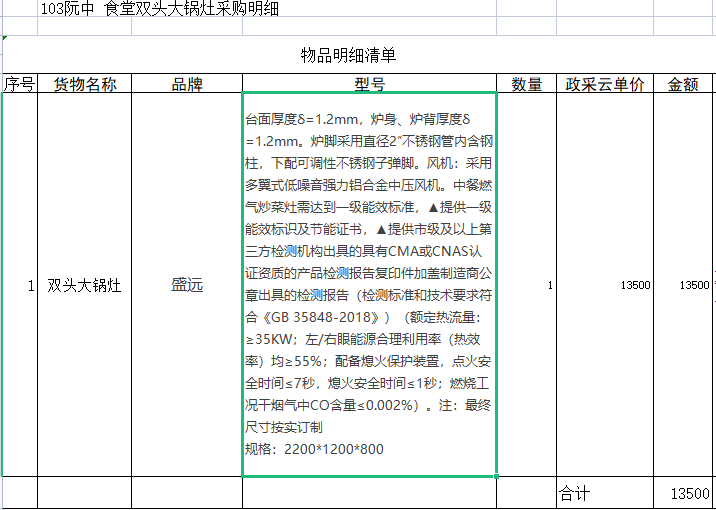 103阮中 食堂双头大锅灶采购明细
物品明细清单
序号 货物名称 品牌 型号 数量 政采云单价 金额
台面厚度δ=1.2mm，炉身、炉背厚度δ
=1.2mm。炉脚采用直径2″不锈钢管内含钢
柱，下配可调性不锈钢子弹脚。风机：采用
多翼式低噪音强力铝合金中压风机。中餐燃
气炒菜灶需达到一级能效标准，▲提供一级
能效标识及节能证书，▲提供市级及以上第
三方检测机构出具的具有CMA或CNAS认
证资质的产品检测报告复印件加盖制造商公
章出具的检测报告（检测标准和技术要求符
合《GB 35848-2018》）（额定热流量：
≥35KW；左/右眼能源合理利用率（热效
率）均≥55%；配备熄火保护装置，点火安
全时间≤7秒，熄火安全时间≤1秒；燃烧工
况干烟气中CO含量≤0.002%）。注：最终
尺寸按实订制
规格：2200*1200*800
1 双头大锅灶 盛远 1 13500 13500
合计 13500